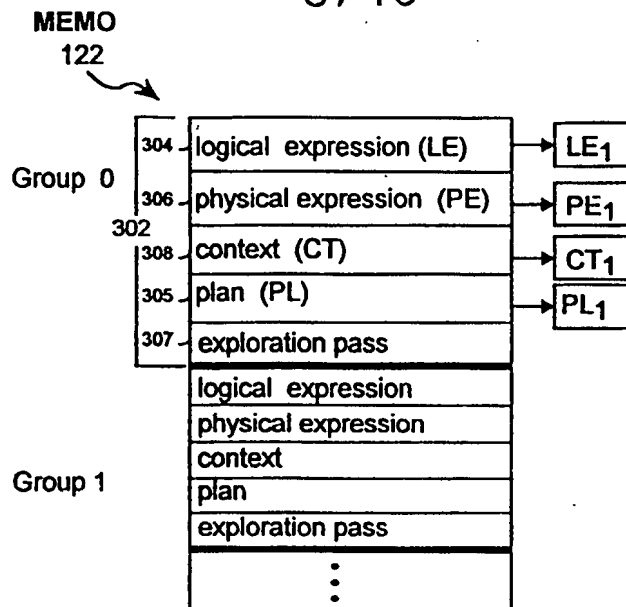 MEMO
122
Group 0
302
304 logical expression (LE) LE1
306 physical expression (PE) PE1
308 context (CT) CT1
305 plan (PL) PL1
307 exploration pass
Group 1
logical expression
physical expression
context
plan
exploration pass